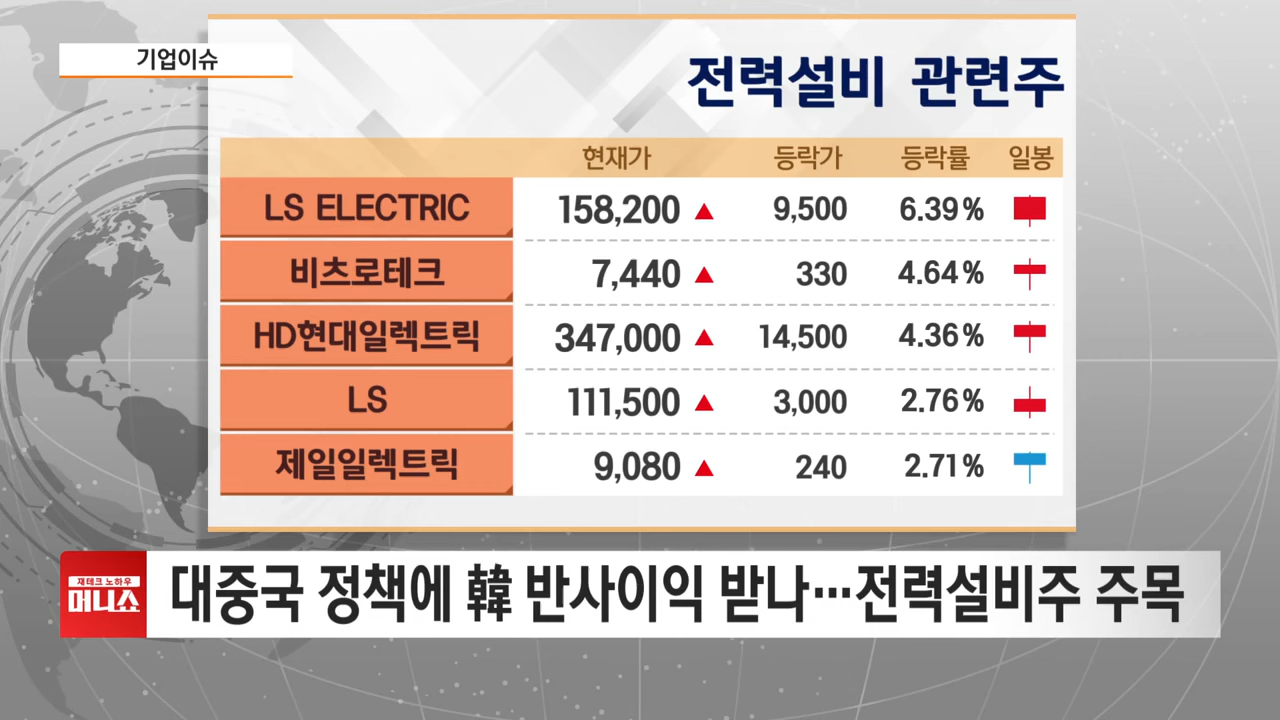 기업이슈
전력설비 관련주
현재가 등락가 등락률 일봉
LS ELECTRIC 158,200 ▲ 9,500 6.39%
비츠로테크 7,440 ▲ 330 4.64%
HD현대일렉트릭 347,000 ▲ 14,500 4.36%
LS 111,500 ▲ 3,000 2.76%
제일일렉트릭 9,080 ▲ 240 2.71%
재테크 노하우
머니쇼
대중국 정책에 韓 반사이익 받나…전력설비주 주목